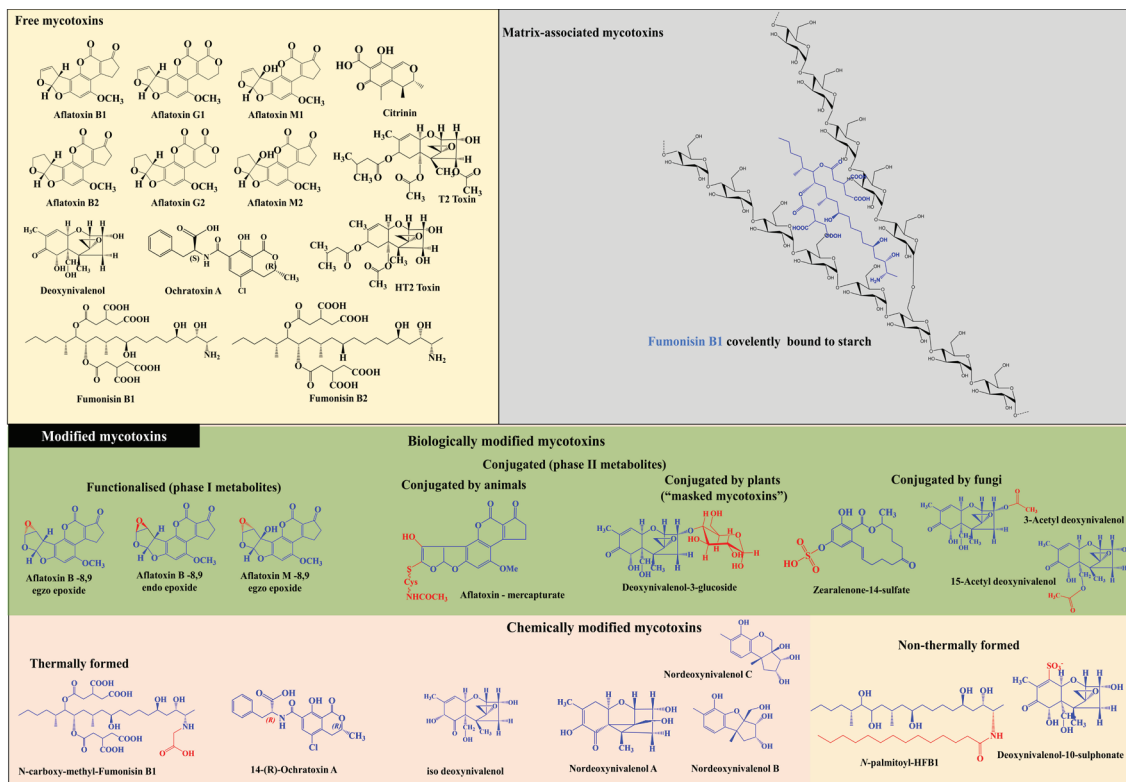 Free mycotoxins
Aflatoxin B1
Aflatoxin G1
Aflatoxin M1
Citrinin
Aflatoxin B2
Aflatoxin G2
Aflatoxin M2
T2 Toxin
Deoxynivalenol
Ochratoxin A
HT2 Toxin
Fumonisin B1
Fumonisin B2
Matrix-associated mycotoxins
Fumonisin B1 covelently bound to starch
Modified mycotoxins
Biologically modified mycotoxins
Conjugated (phase II metabolites)
Functionalised (phase I metabolites)
Conjugated by animals
Conjugated by plants
("masked mycotoxins")
Conjugated by fungi
Aflatoxin B -8,9
egzo epoxide
Aflatoxin B -8,9
endo epoxide
Aflatoxin M -8,9
egzo epoxide
Aflatoxin - mercapturate
Deoxynivalenol-3-glucoside
Zearalenone-14-sulfate
3-Acetyl deoxynivalenol
15-Acetyl deoxynivalenol
Chemically modified mycotoxins
Thermally formed
Non-thermally formed
N-carboxy-methyl-Fumonisin B1
14-(R)-Ochratoxin A
iso deoxynivalenol
Nordeoxynivalenol A
Nordeoxynivalenol B
Nordeoxynivalenol C
N-palmitoyl-HFB1
Deoxynivalenol-10-sulphonate